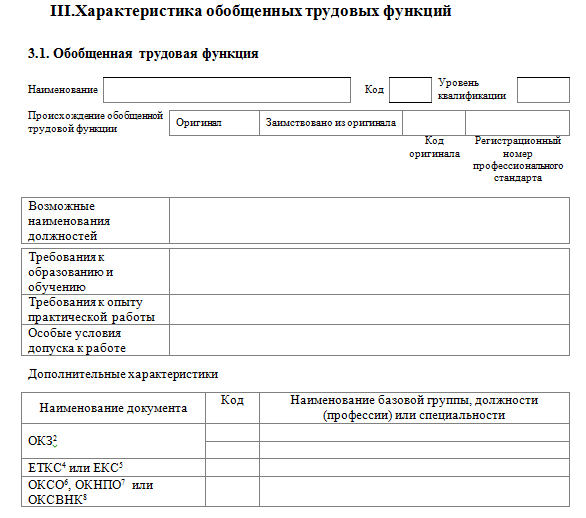 III.Характеристика обобщенных трудовых функций
3.1. Обобщенная трудовая функция
Наименование Код Уровень
квалификации
Происхождение обобщенной
трудовой функции
Оригинал Заимствовано из оригинала
Код
оригинала
Регистрационный
номер
профессионального
стандарта
Возможные
наименования
должностей
Требования к
образованию и
обучению
Требования к опыту
практической работы
Особые условия
допуска к работе
Дополнительные характеристики
Наименование документа Код Наименование базовой группы, должности
(профессии) или специальности
ОКЗ²
ЕТКС⁴ или ЕКС⁵
ОКСО⁶, ОКНПО⁷ или
ОКСВНК⁸